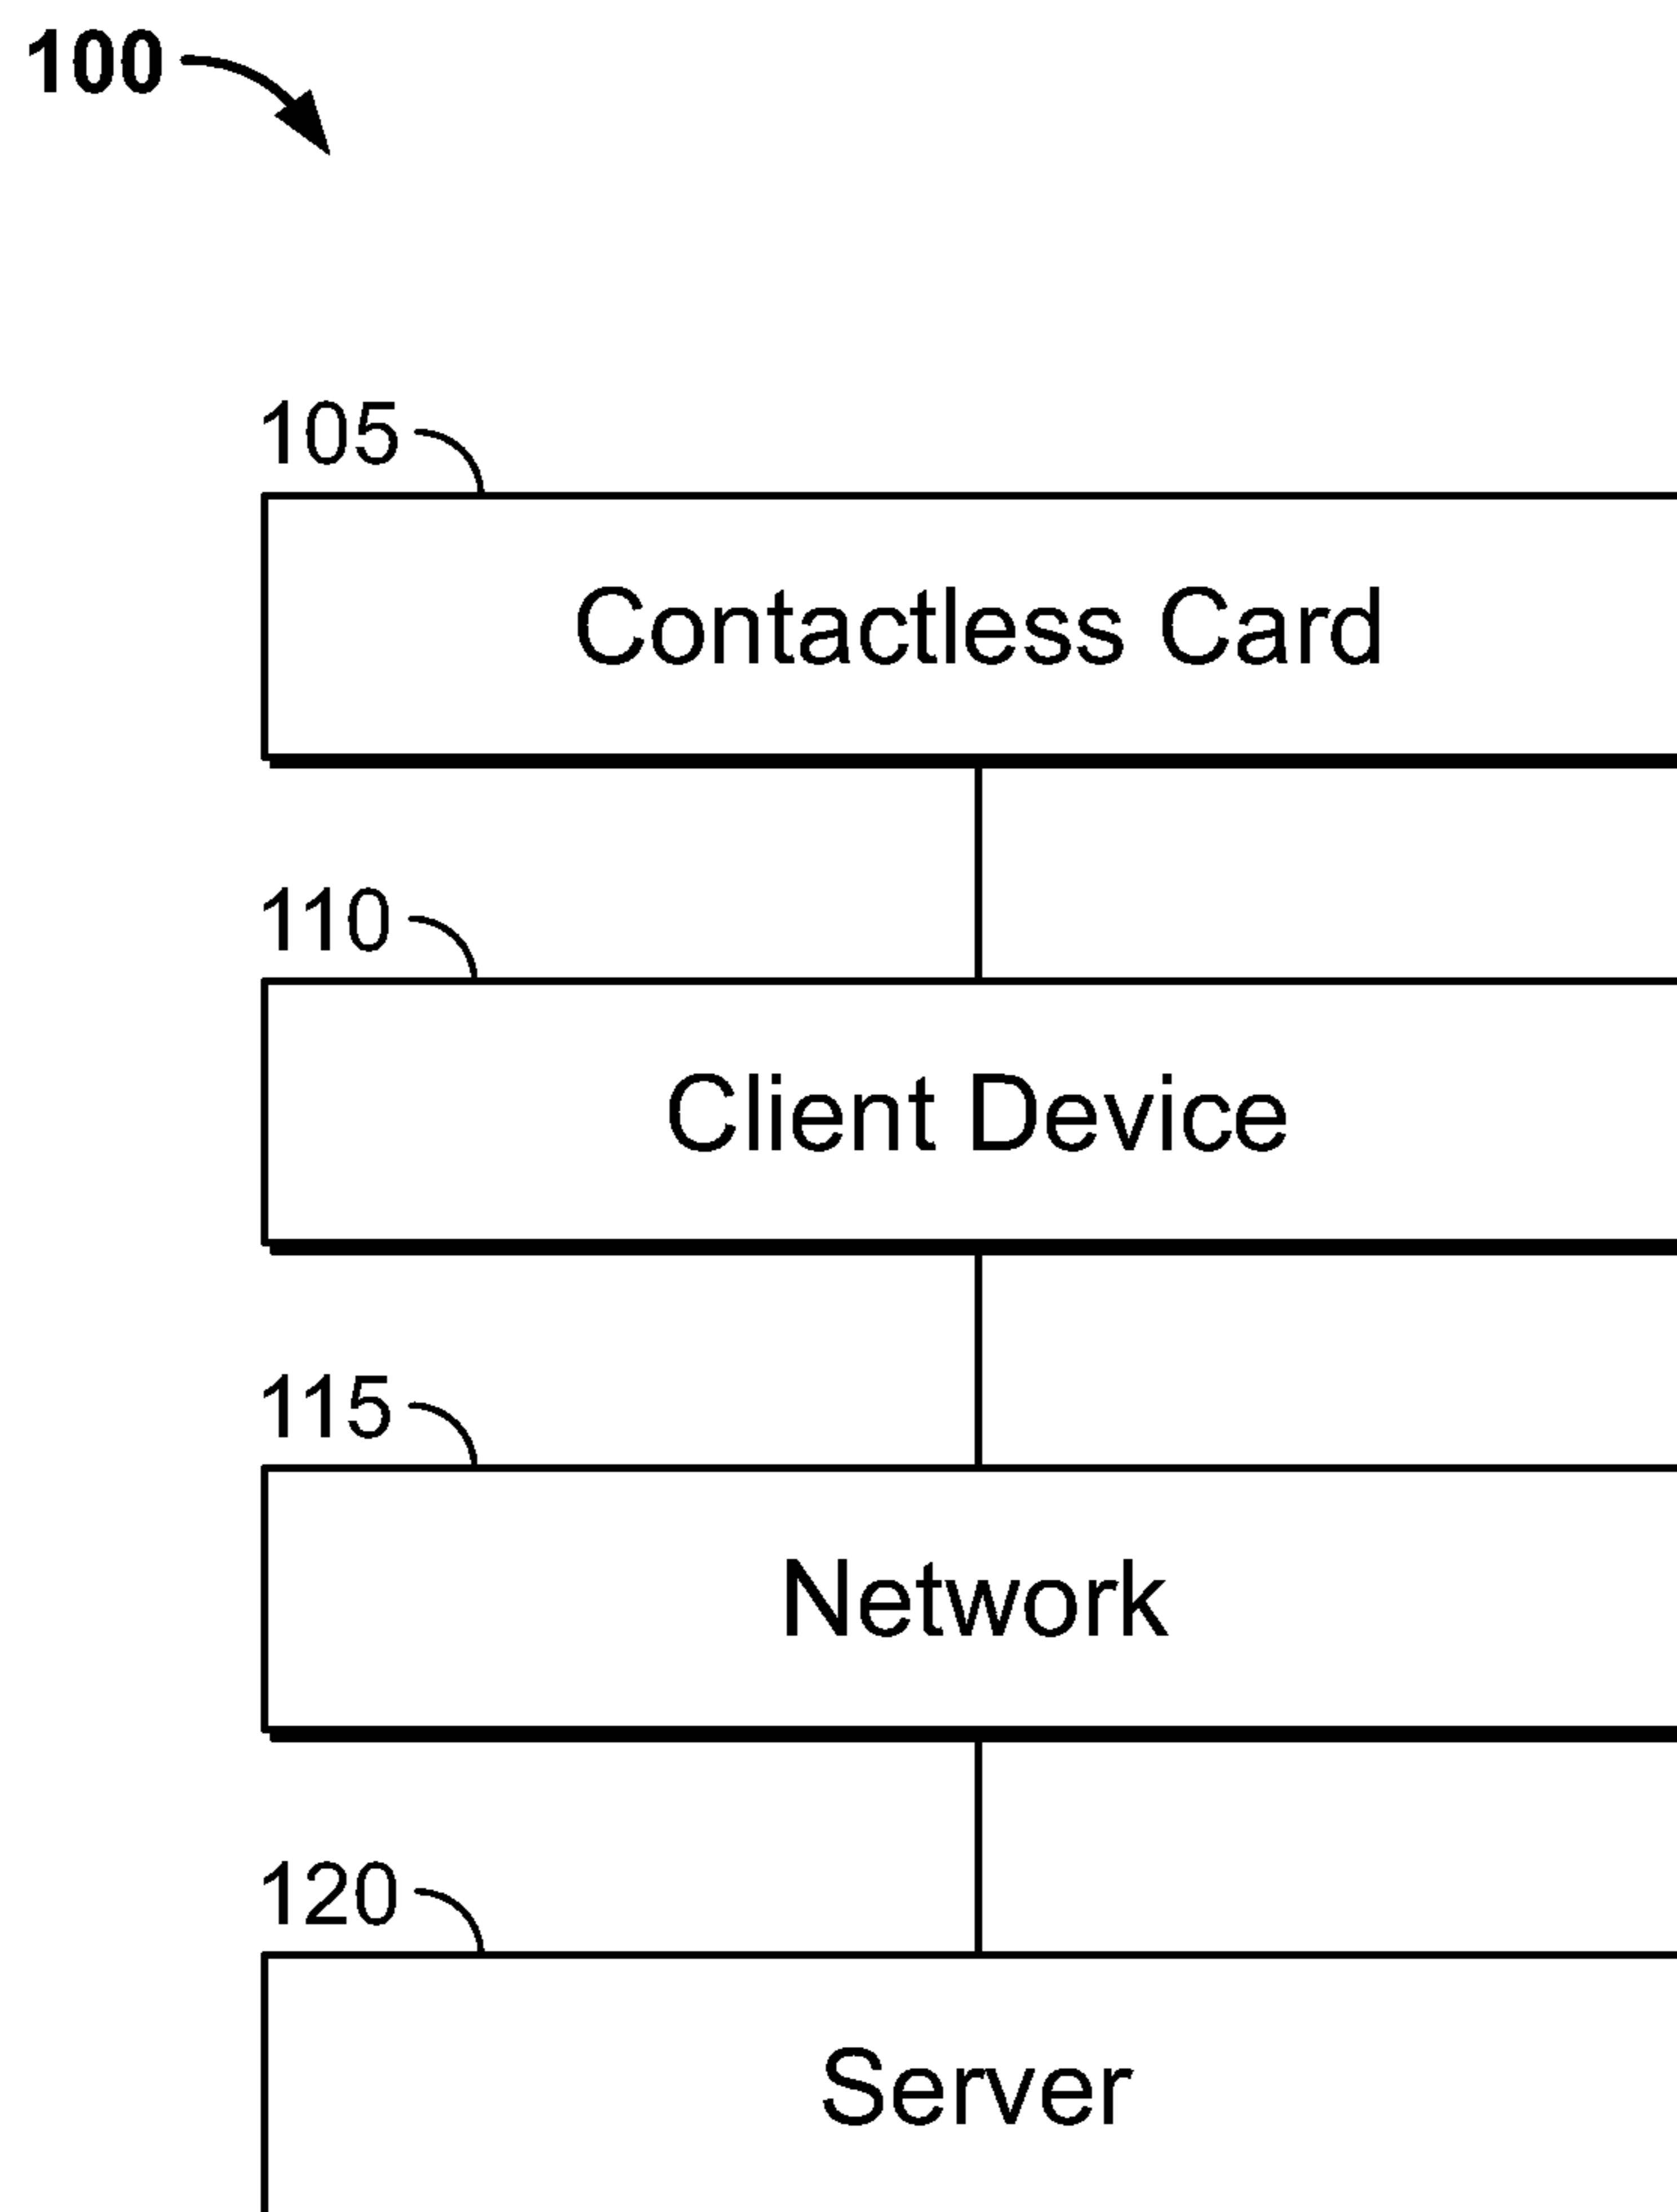 100
105
Contactless Card
110
Client Device
115
Network
120
Server